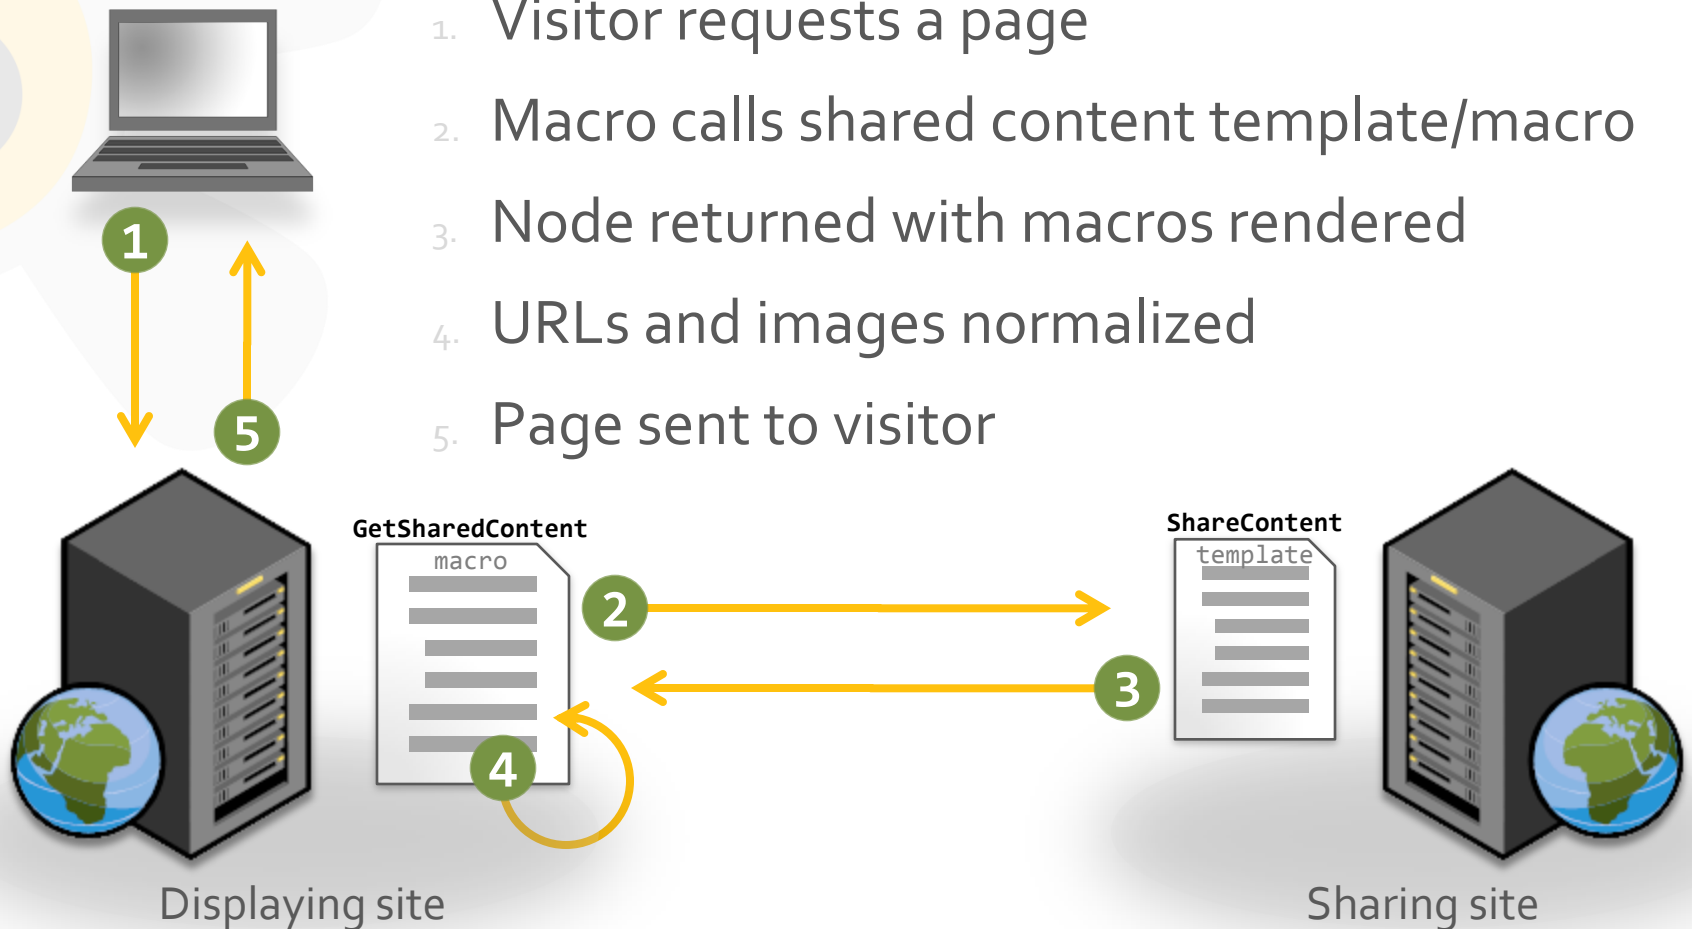 1. Visitor requests a page
2. Macro calls shared content template/macro
3. Node returned with macros rendered
4. URLs and images normalized
5. Page sent to visitor
1
5
GetSharedContent
macro
ShareContent
template
2
3
4
Displaying site
Sharing site